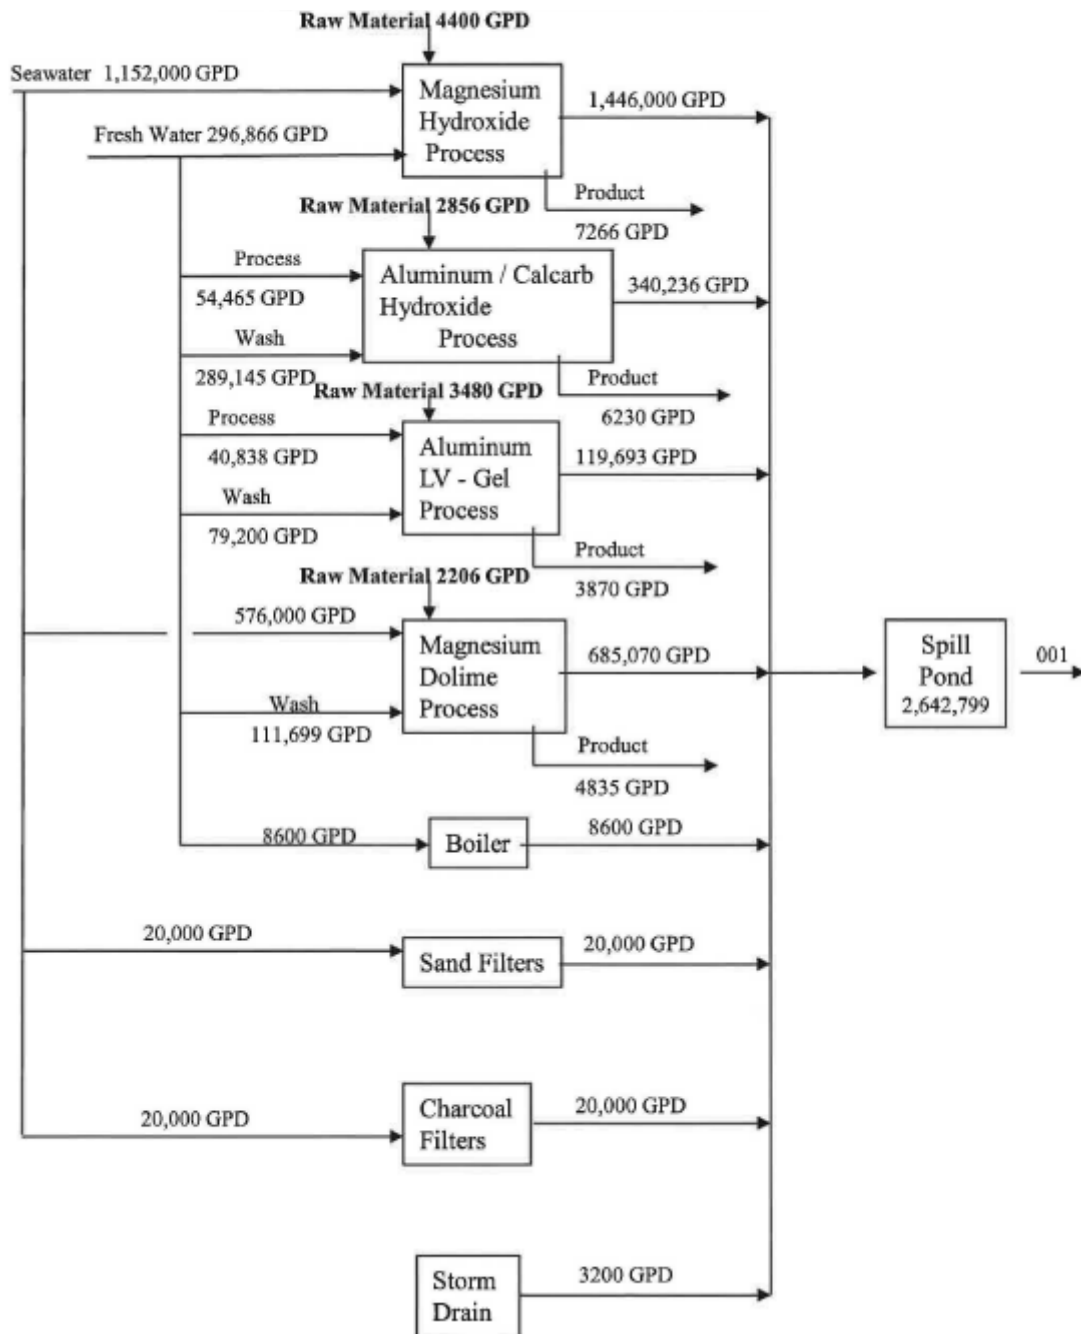 Raw Material 4400 GPD
Seawater 1,152,000 GPD
Magnesium
Hydroxide
Process
1,446,000 GPD
Fresh Water 296,866 GPD
Product
7266 GPD
Raw Material 2856 GPD
Process
54,465 GPD
Aluminum / Calcarb
Hydroxide
Process
340,236 GPD
Wash
289,145 GPD
Product
6230 GPD
Raw Material 3480 GPD
Process
40,838 GPD
Aluminum
LV - Gel
Process
119,693 GPD
Wash
79,200 GPD
Product
3870 GPD
Raw Material 2206 GPD
576,000 GPD
Magnesium
Dolime
Process
685,070 GPD
Spill
Pond
2,642,799
001
Wash
111,699 GPD
Product
4835 GPD
8600 GPD
Boiler
8600 GPD
20,000 GPD
Sand Filters
20,000 GPD
20,000 GPD
Charcoal
Filters
20,000 GPD
Storm
Drain
3200 GPD